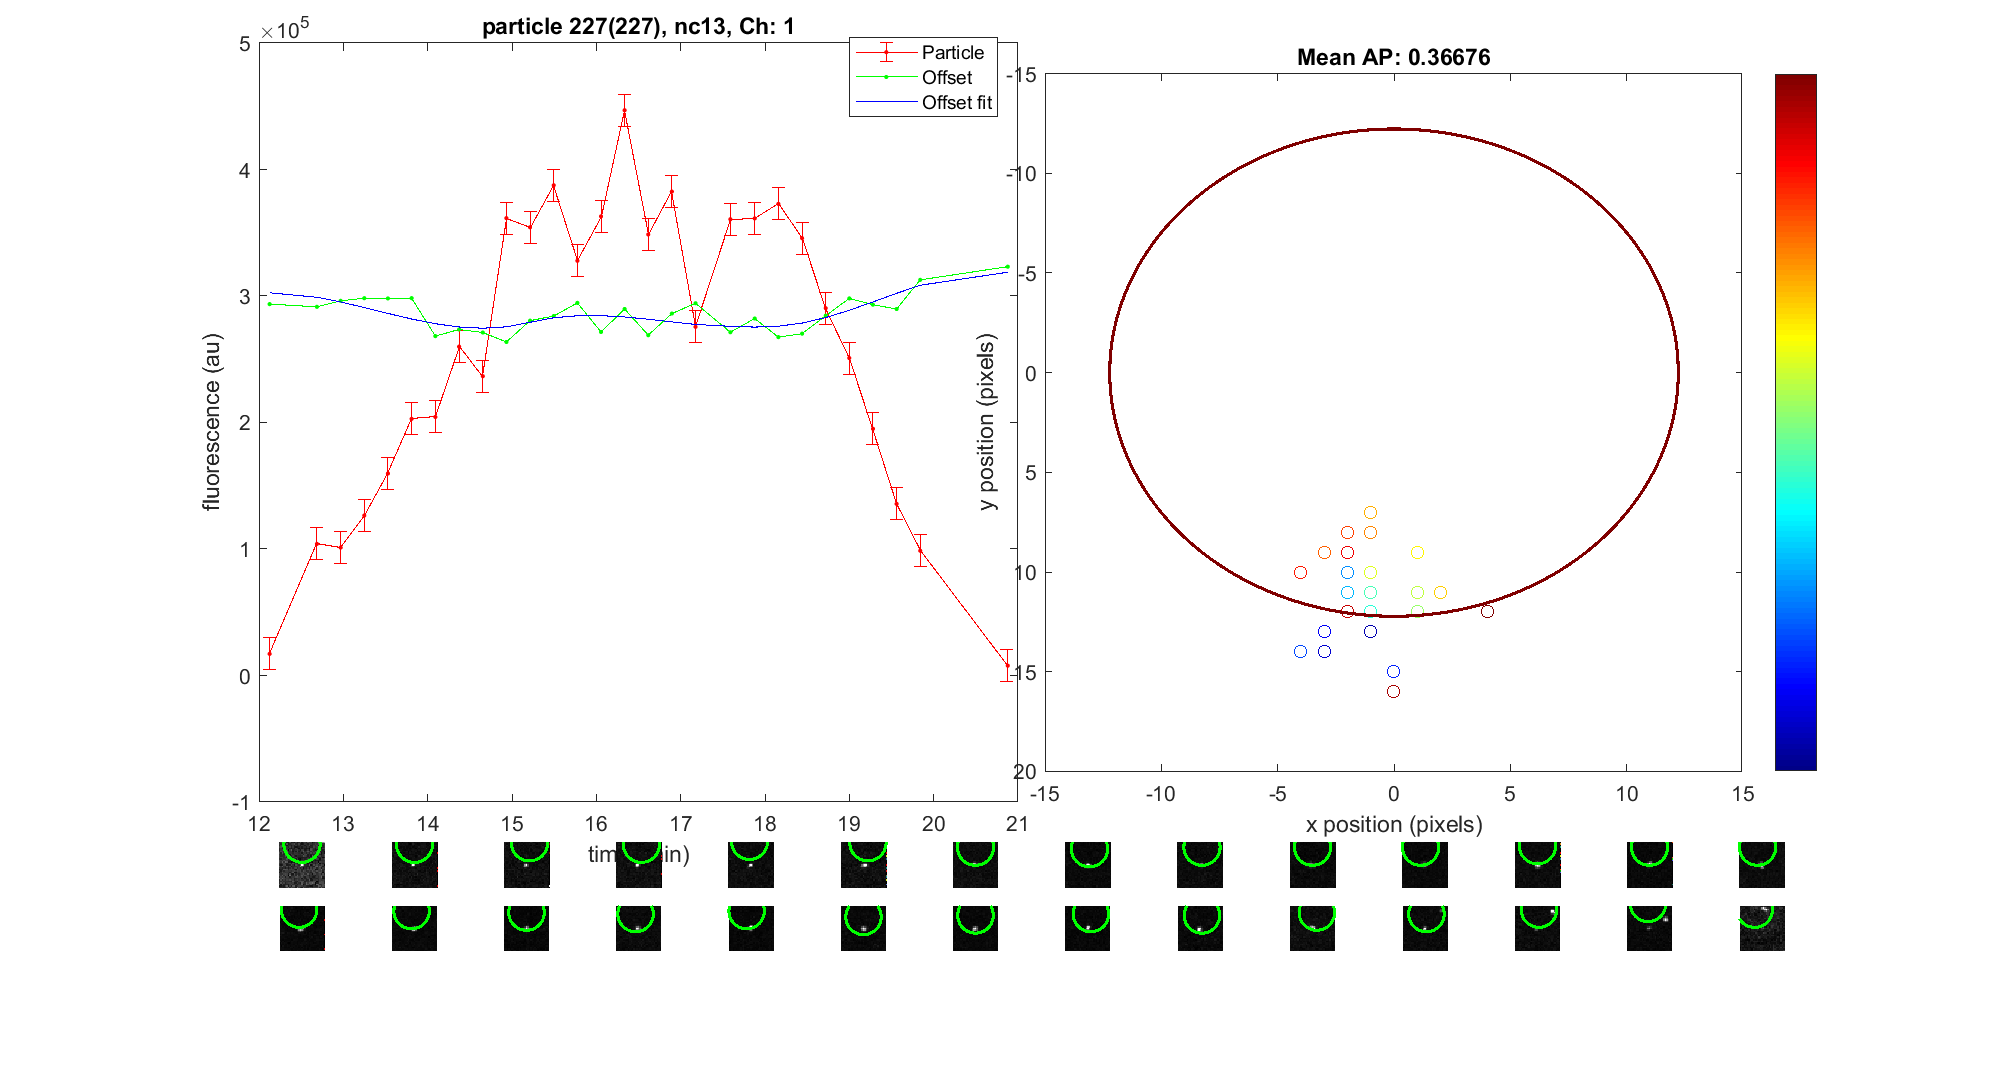 particle 227(227), nc13, Ch: 1
×10^5
5
4
3
2
1
0
-1
fluorescence (au)
12 13 14 15 16 17 18 19 20 21
Particle
Offset
Offset fit
Mean AP: 0.36676
-15
-10
-5
0
5
10
15
20
y position (pixels)
-15 -10 -5 0 5 10 15
x position (pixels)